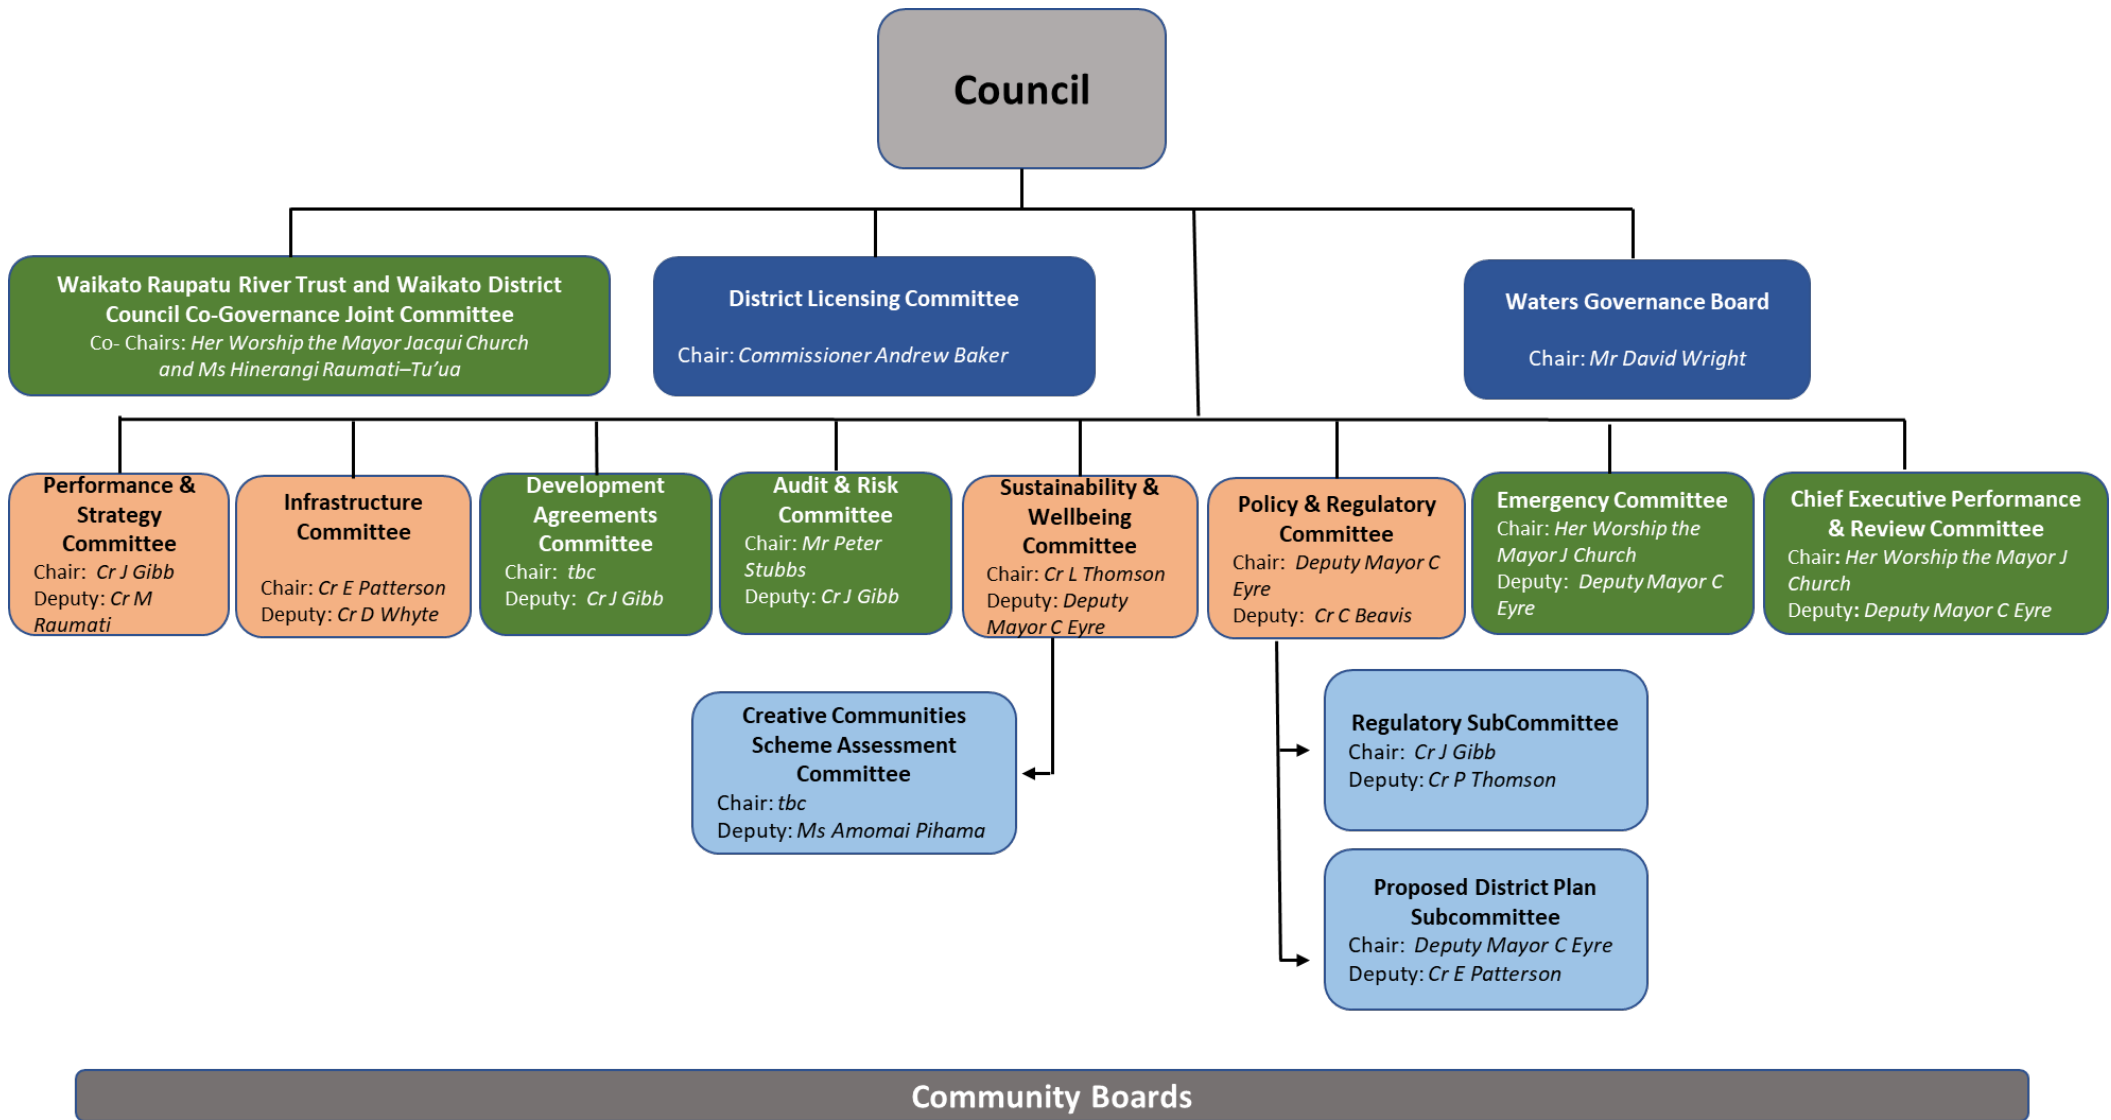 Council
Waikato Raupatu River Trust and Waikato District
Council Co-Governance Joint Committee
Co- Chairs: Her Worship the Mayor Jacqui Church
and Ms Hinerangi Raumati–Tu’ua
District Licensing Committee
Chair: Commissioner Andrew Baker
Waters Governance Board
Chair: Mr David Wright
Performance &
Strategy
Committee
Chair: Cr J Gibb
Deputy: Cr M
Raumati
Infrastructure
Committee
Chair: Cr E Patterson
Deputy: Cr D Whyte
Development
Agreements
Committee
Chair: tbc
Deputy: Cr J Gibb
Audit & Risk
Committee
Chair: Mr Peter
Stubbs
Deputy: Cr J Gibb
Sustainability &
Wellbeing
Committee
Chair: Cr L Thomson
Deputy: Deputy
Mayor C Eyre
Policy & Regulatory
Committee
Chair: Deputy Mayor C
Eyre
Deputy: Cr C Beavis
Emergency Committee
Chair: Her Worship the
Mayor J Church
Deputy: Deputy Mayor C
Eyre
Chief Executive Performance
& Review Committee
Chair: Her Worship the Mayor J
Church
Deputy: Deputy Mayor C Eyre
Creative Communities
Scheme Assessment
Committee
Chair: tbc
Deputy: Ms Amomai Pihama
Regulatory SubCommittee
Chair: Cr J Gibb
Deputy: Cr P Thomson
Proposed District Plan
Subcommittee
Chair: Deputy Mayor C Eyre
Deputy: Cr E Patterson
Community Boards